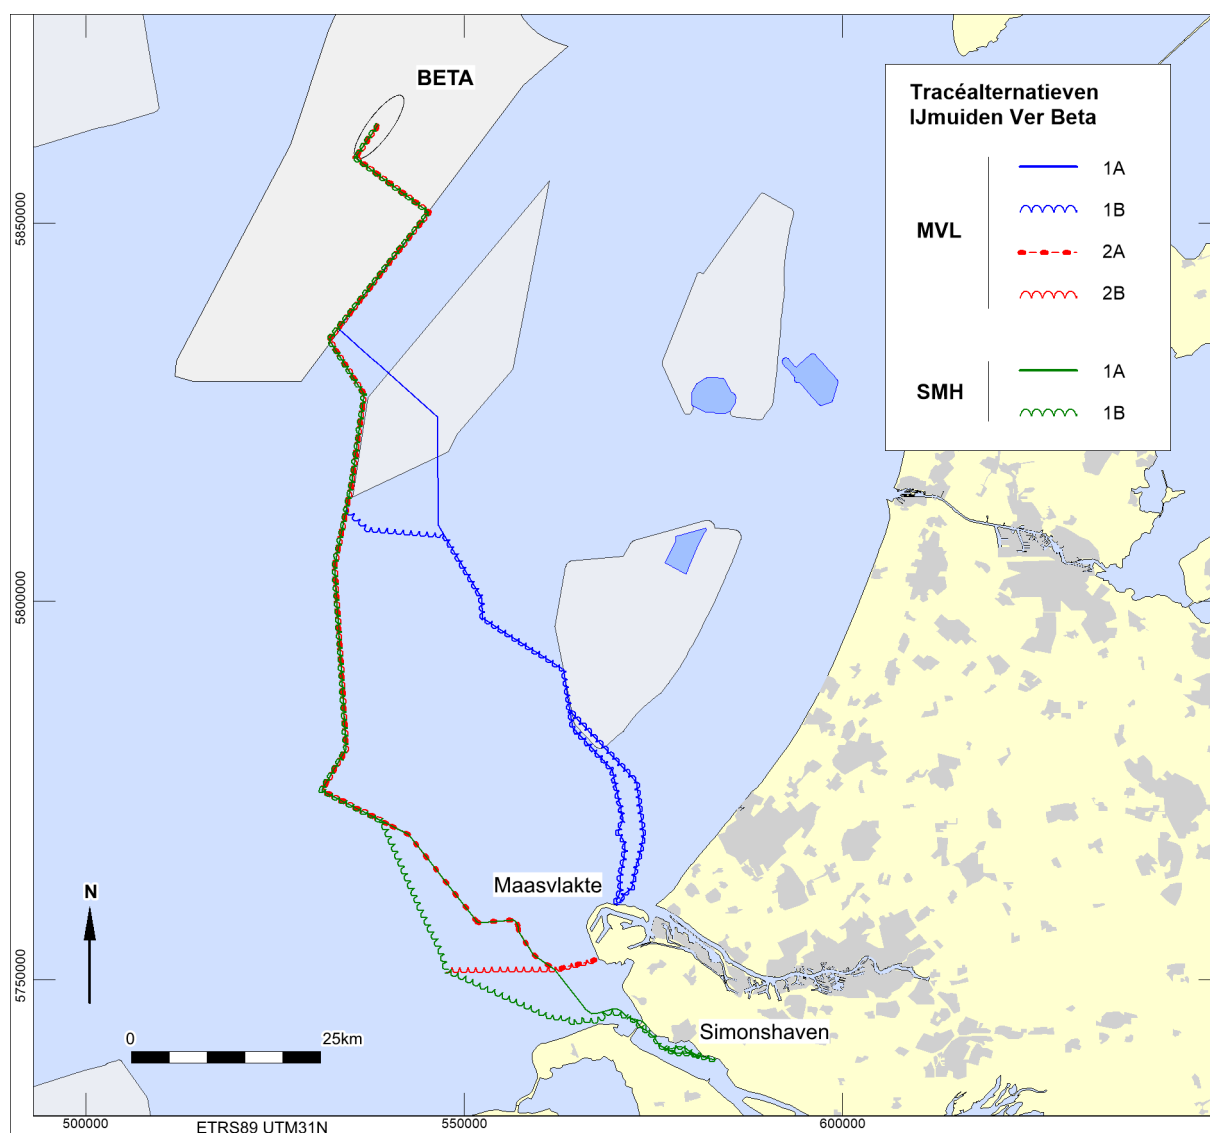 BETA
Tracéalternatieven
IJmuiden Ver Beta
MVL
1A
1B
2A
2B
SMH
1A
1B
5850000
5800000
5750000
Maasvlakte
Simonshaven
N
0
25km
500000
550000
600000
ETRS89 UTM31N